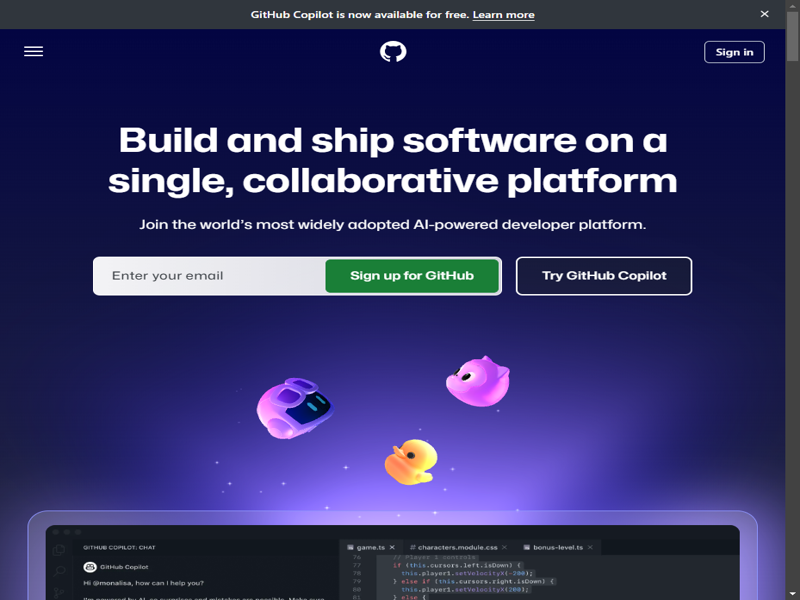 GitHub Copilot is now available for free. Learn more
Sign in
Build and ship software on a
single, collaborative platform
Join the world's most widely adopted AI-powered developer platform.
Enter your email
Sign up for GitHub
Try GitHub Copilot
GITHUB COPILOT: CHAT
GitHub Copilot
Hi @monalisa, how can I help you?
I'm powered by AI, so surprises and mistakes are possible. Make sure
game.ts
# characters.module.css
bonus-level.ts
76 // Player 1 controls
77 if (this.cursors.left.isDown) {
78 this.player1.setVelocityX(-200);
79 } else if (this.cursors.right.isDown) {
80 this.player1.setVelocityX(200);
81 } else {